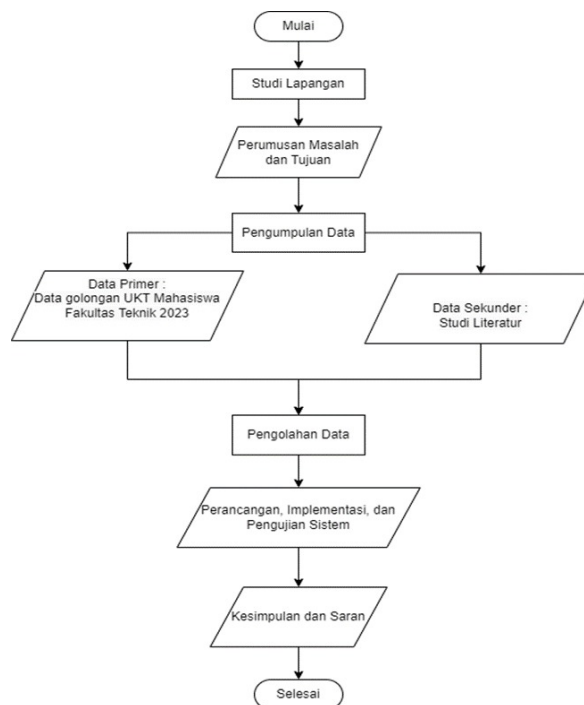 Mulai
Studi Lapangan
Perumusan Masalah
dan Tujuan
Pengumpulan Data
Data Primer :
Data golongan UKT Mahasiswa
Fakultas Teknik 2023
Data Sekunder :
Studi Literatur
Pengolahan Data
Perancangan, Implementasi, dan
Pengujian Sistem
Kesimpulan dan Saran
Selesai